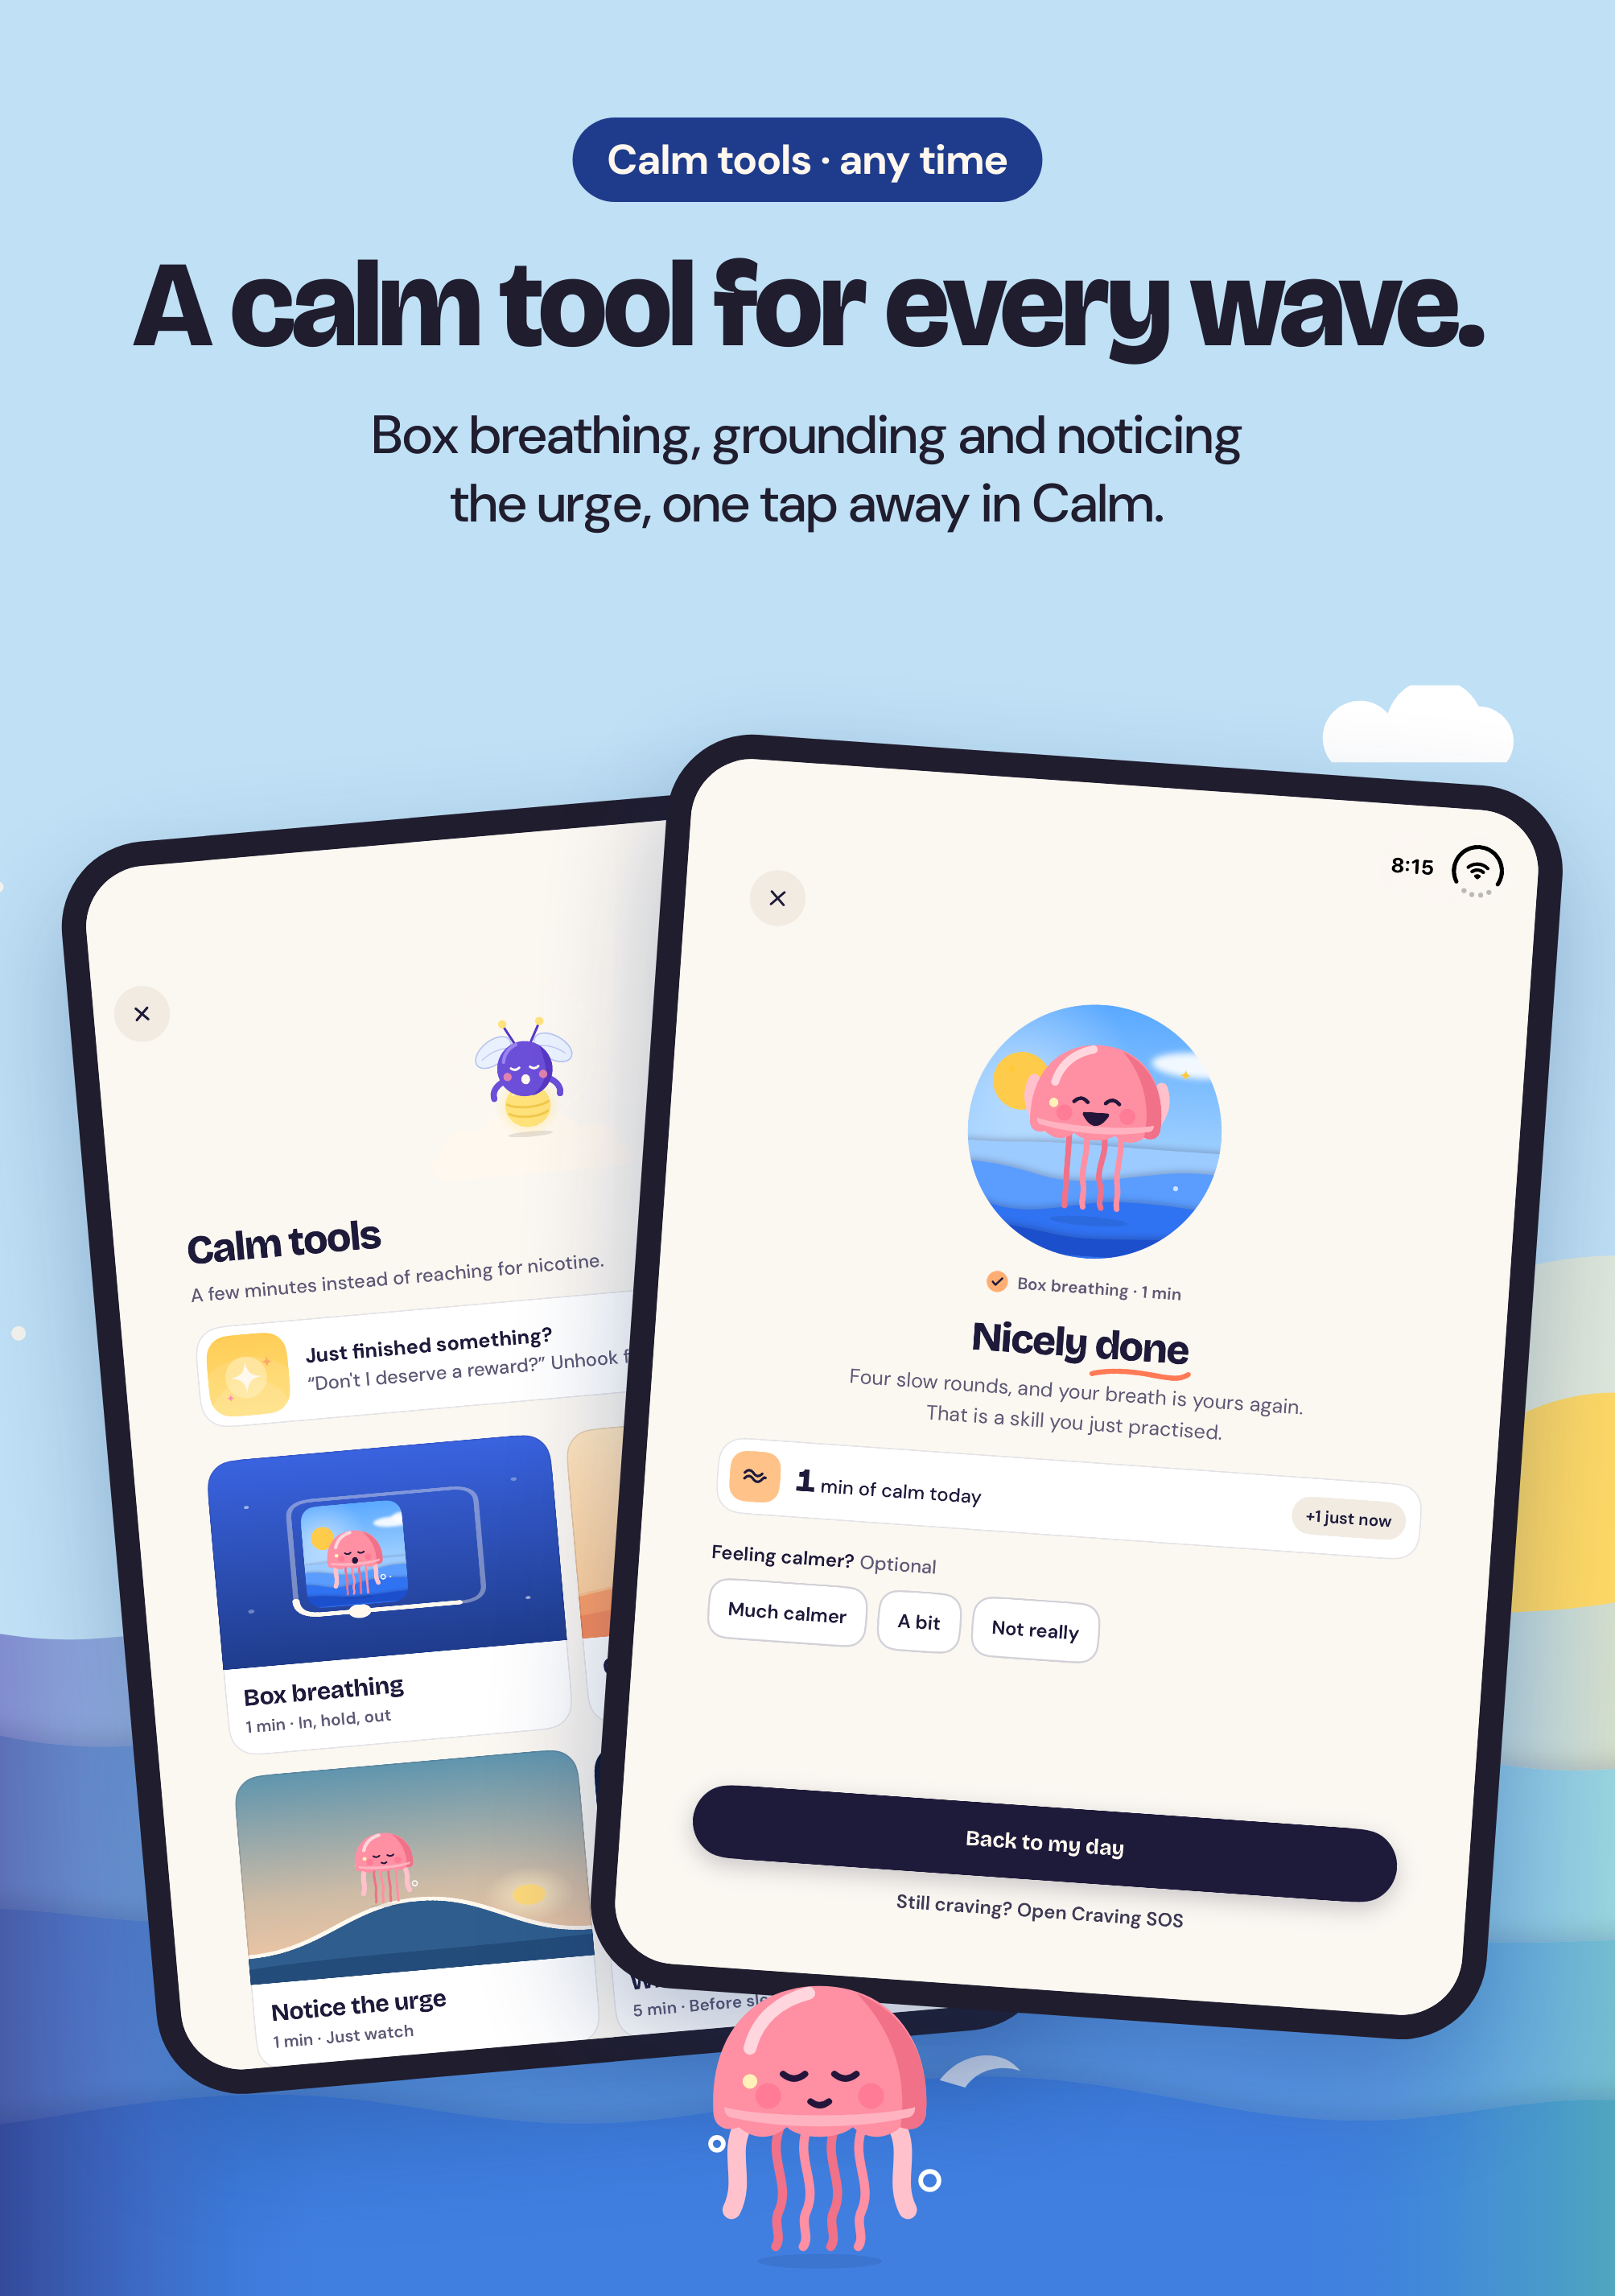 Calm tools · any time
A calm tool for every wave.
Box breathing, grounding and noticing
the urge, one tap away in Calm.
Calm tools
A few minutes instead of reaching for nicotine.
Just finished something?
“Don't I deserve a reward?” Unhook
Box breathing
1 min · In, hold, out
Notice the urge
1 min · Just watch
5 min · Before
8:15
Box breathing · 1 min
Nicely done
Four slow rounds, and your breath is yours again.
That is a skill you just practised.
1 min of calm today
+1 just now
Feeling calmer? Optional
Much calmer
A bit
Not really
Back to my day
Still craving? Open Craving SOS